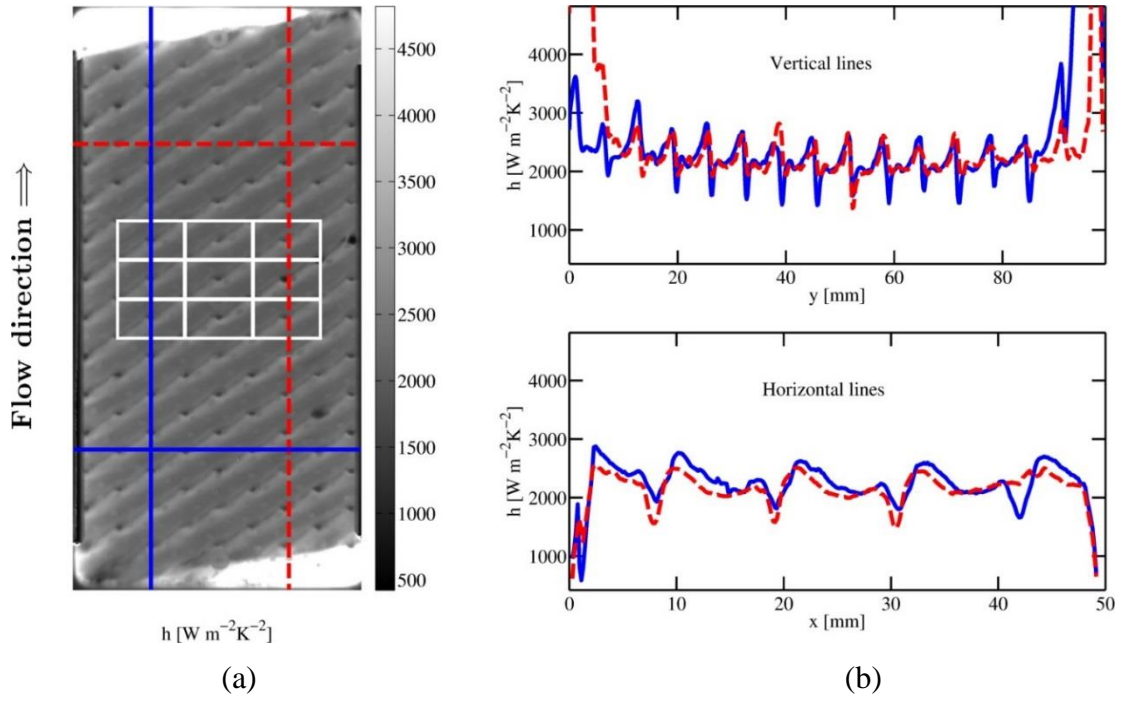 Flow direction ⟹
4500
4000
3500
3000
2500
2000
1500
1000
500
h [W m⁻²K⁻²]
(a)
Vertical lines
h [W m⁻²K⁻²]
4000
3000
2000
1000
0 20 40 60 80
y [mm]
Horizontal lines
h [W m⁻²K⁻²]
4000
3000
2000
1000
0 10 20 30 40 50
x [mm]
(b)